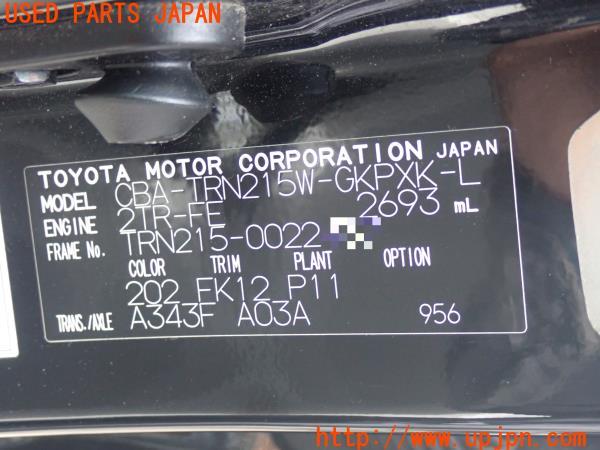 USED PARTS JAPAN
TOYOTA MOTOR CORPORATION JAPAN
MODEL CBA-TRN215W-GKPXK-L
ENGINE 2TR-FE 2693 mL
FRAME No. TRN215-0022
COLOR TRIM PLANT OPTION
202 FK12 P11
TRANS./AXLE A343F A03A 956
http://www.upjpn.com/